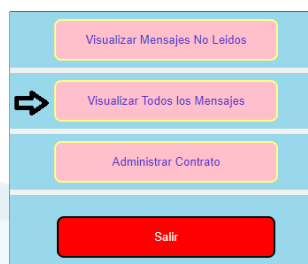 Visualizar Mensajes No Leidos
Visualizar Todos los Mensajes
Administrar Contrato
Salir